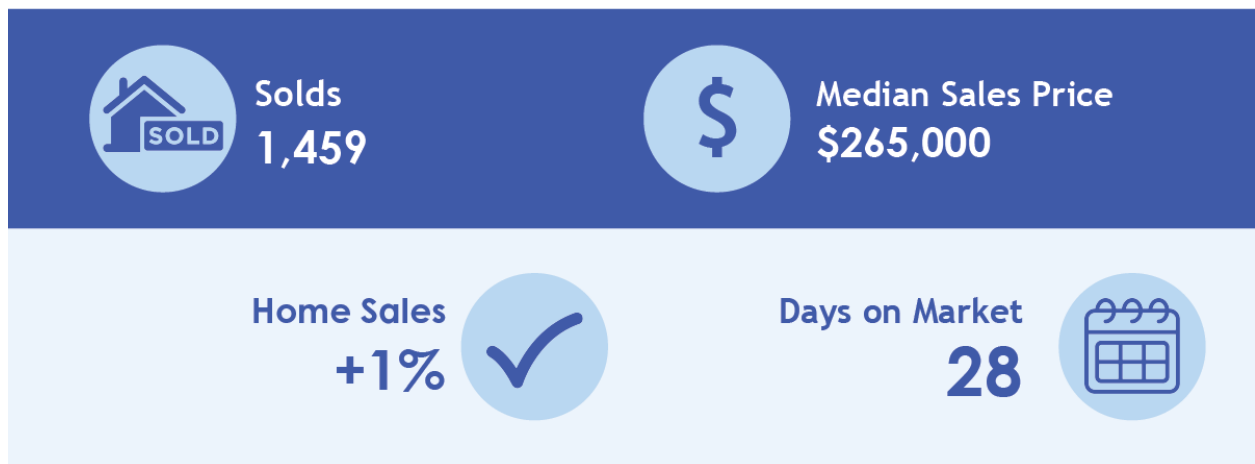 SOLD
Solds
1,459
Median Sales Price
$265,000
Home Sales
+1%
Days on Market
28